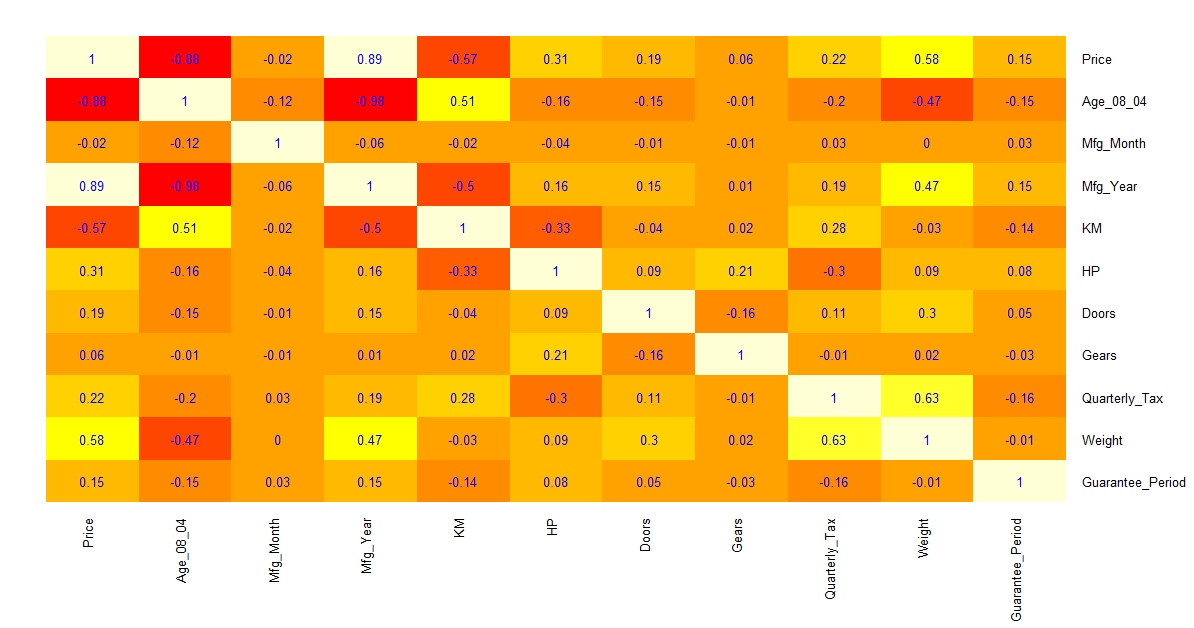 1 -0.88 -0.02 0.89 -0.57 0.31 0.19 0.06 0.22 0.58 0.15 Price
-0.88 1 -0.12 -0.98 0.51 -0.16 -0.15 -0.01 -0.2 -0.47 -0.15 Age_08_04
-0.02 -0.12 1 -0.06 -0.02 -0.04 -0.01 -0.01 0.03 0 0.03 Mfg_Month
0.89 -0.98 -0.06 1 -0.5 0.16 0.15 0.01 0.19 0.47 0.15 Mfg_Year
-0.57 0.51 -0.02 -0.5 1 -0.33 -0.04 0.02 0.28 -0.03 -0.14 KM
0.31 -0.16 -0.04 0.16 -0.33 1 0.09 0.21 -0.3 0.09 0.08 HP
0.19 -0.15 -0.01 0.15 -0.04 0.09 1 -0.16 0.11 0.3 0.05 Doors
0.06 -0.01 -0.01 0.01 0.02 0.21 -0.16 1 -0.01 0.02 -0.03 Gears
0.22 -0.2 0.03 0.19 0.28 -0.3 0.11 -0.01 1 0.63 -0.16 Quarterly_Tax
0.58 -0.47 0 0.47 -0.03 0.09 0.3 0.02 0.63 1 -0.01 Weight
0.15 -0.15 0.03 0.15 -0.14 0.08 0.05 -0.03 -0.16 -0.01 1 Guarantee_Period
Price
Age_08_04
Mfg_Month
Mfg_Year
KM
HP
Doors
Gears
Quarterly_Tax
Weight
Guarantee_Period